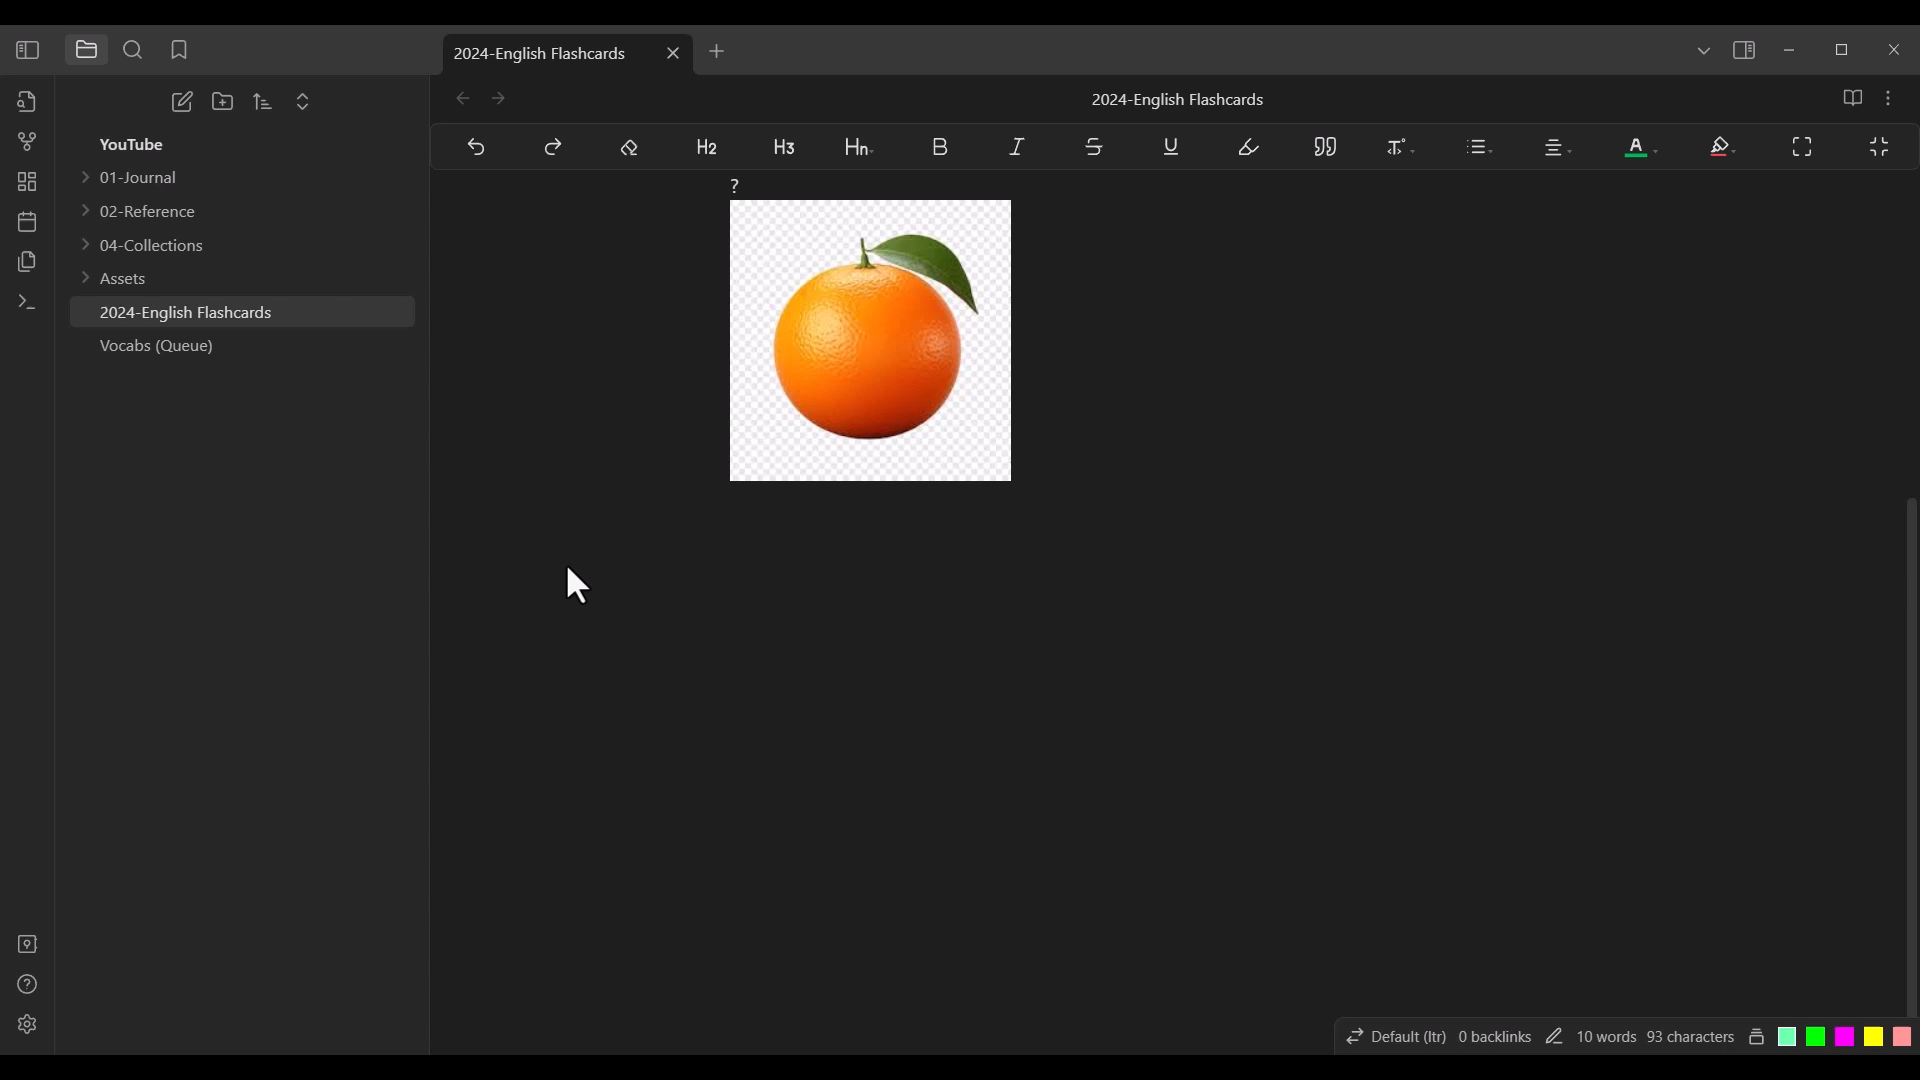 2024-English Flashcards
2024-English Flashcards
YouTube
01-Journal
02-Reference
04-Collections
Assets
2024-English Flashcards
Vocabs (Queue)
H2 H3 Hn B I S U T A
?
Default (ltr) 0 backlinks 10 words 93 characters